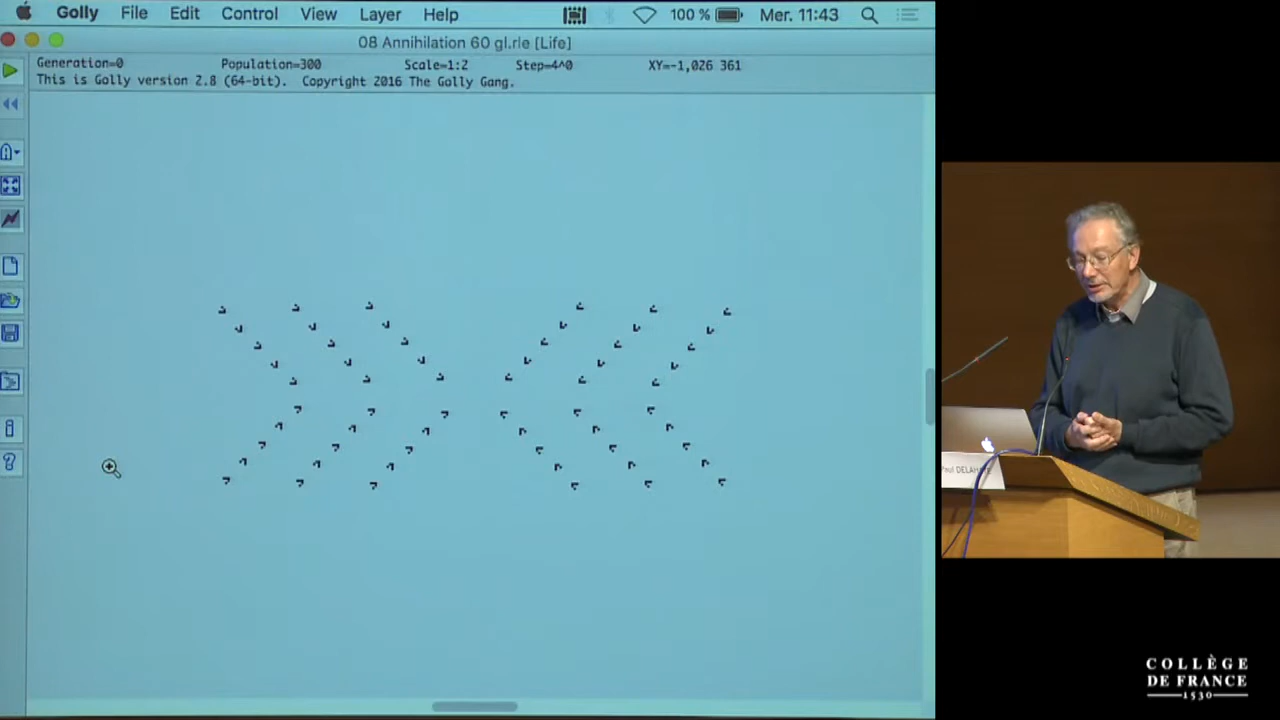 Golly File Edit Control View Layer Help 100 % Mer. 11:43
08 Annihilation 60 gl.rle [Life]
Generation=0 Population=300 Scale=1:2 Step=4^0 XY=-1,026 361
This is Golly version 2.8 (64-bit). Copyright 2016 The Golly Gang.
Paul DELAHA
COLLÈGE
DE FRANCE
1530